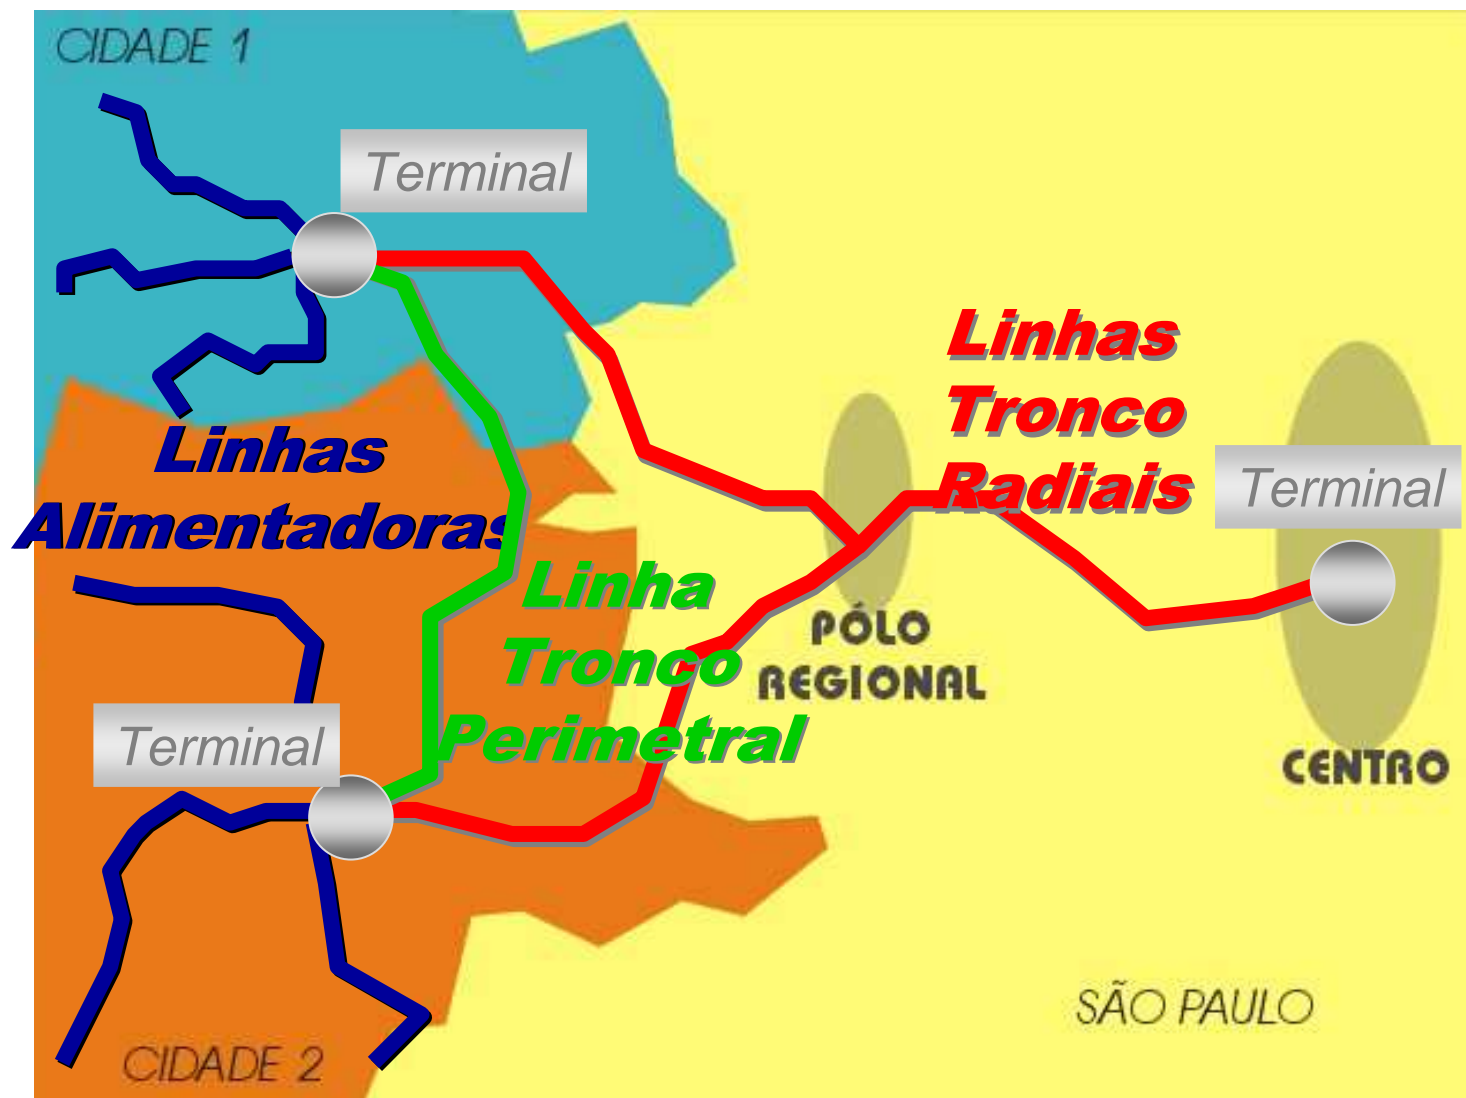 CIDADE 1
Terminal
Linhas
Tronco
Radiais
Linhas
Alimentadoras
Terminal
Linha
Tronco
Perimetral
PÓLO
REGIONAL
Terminal
CENTRO
SÃO PAULO
CIDADE 2